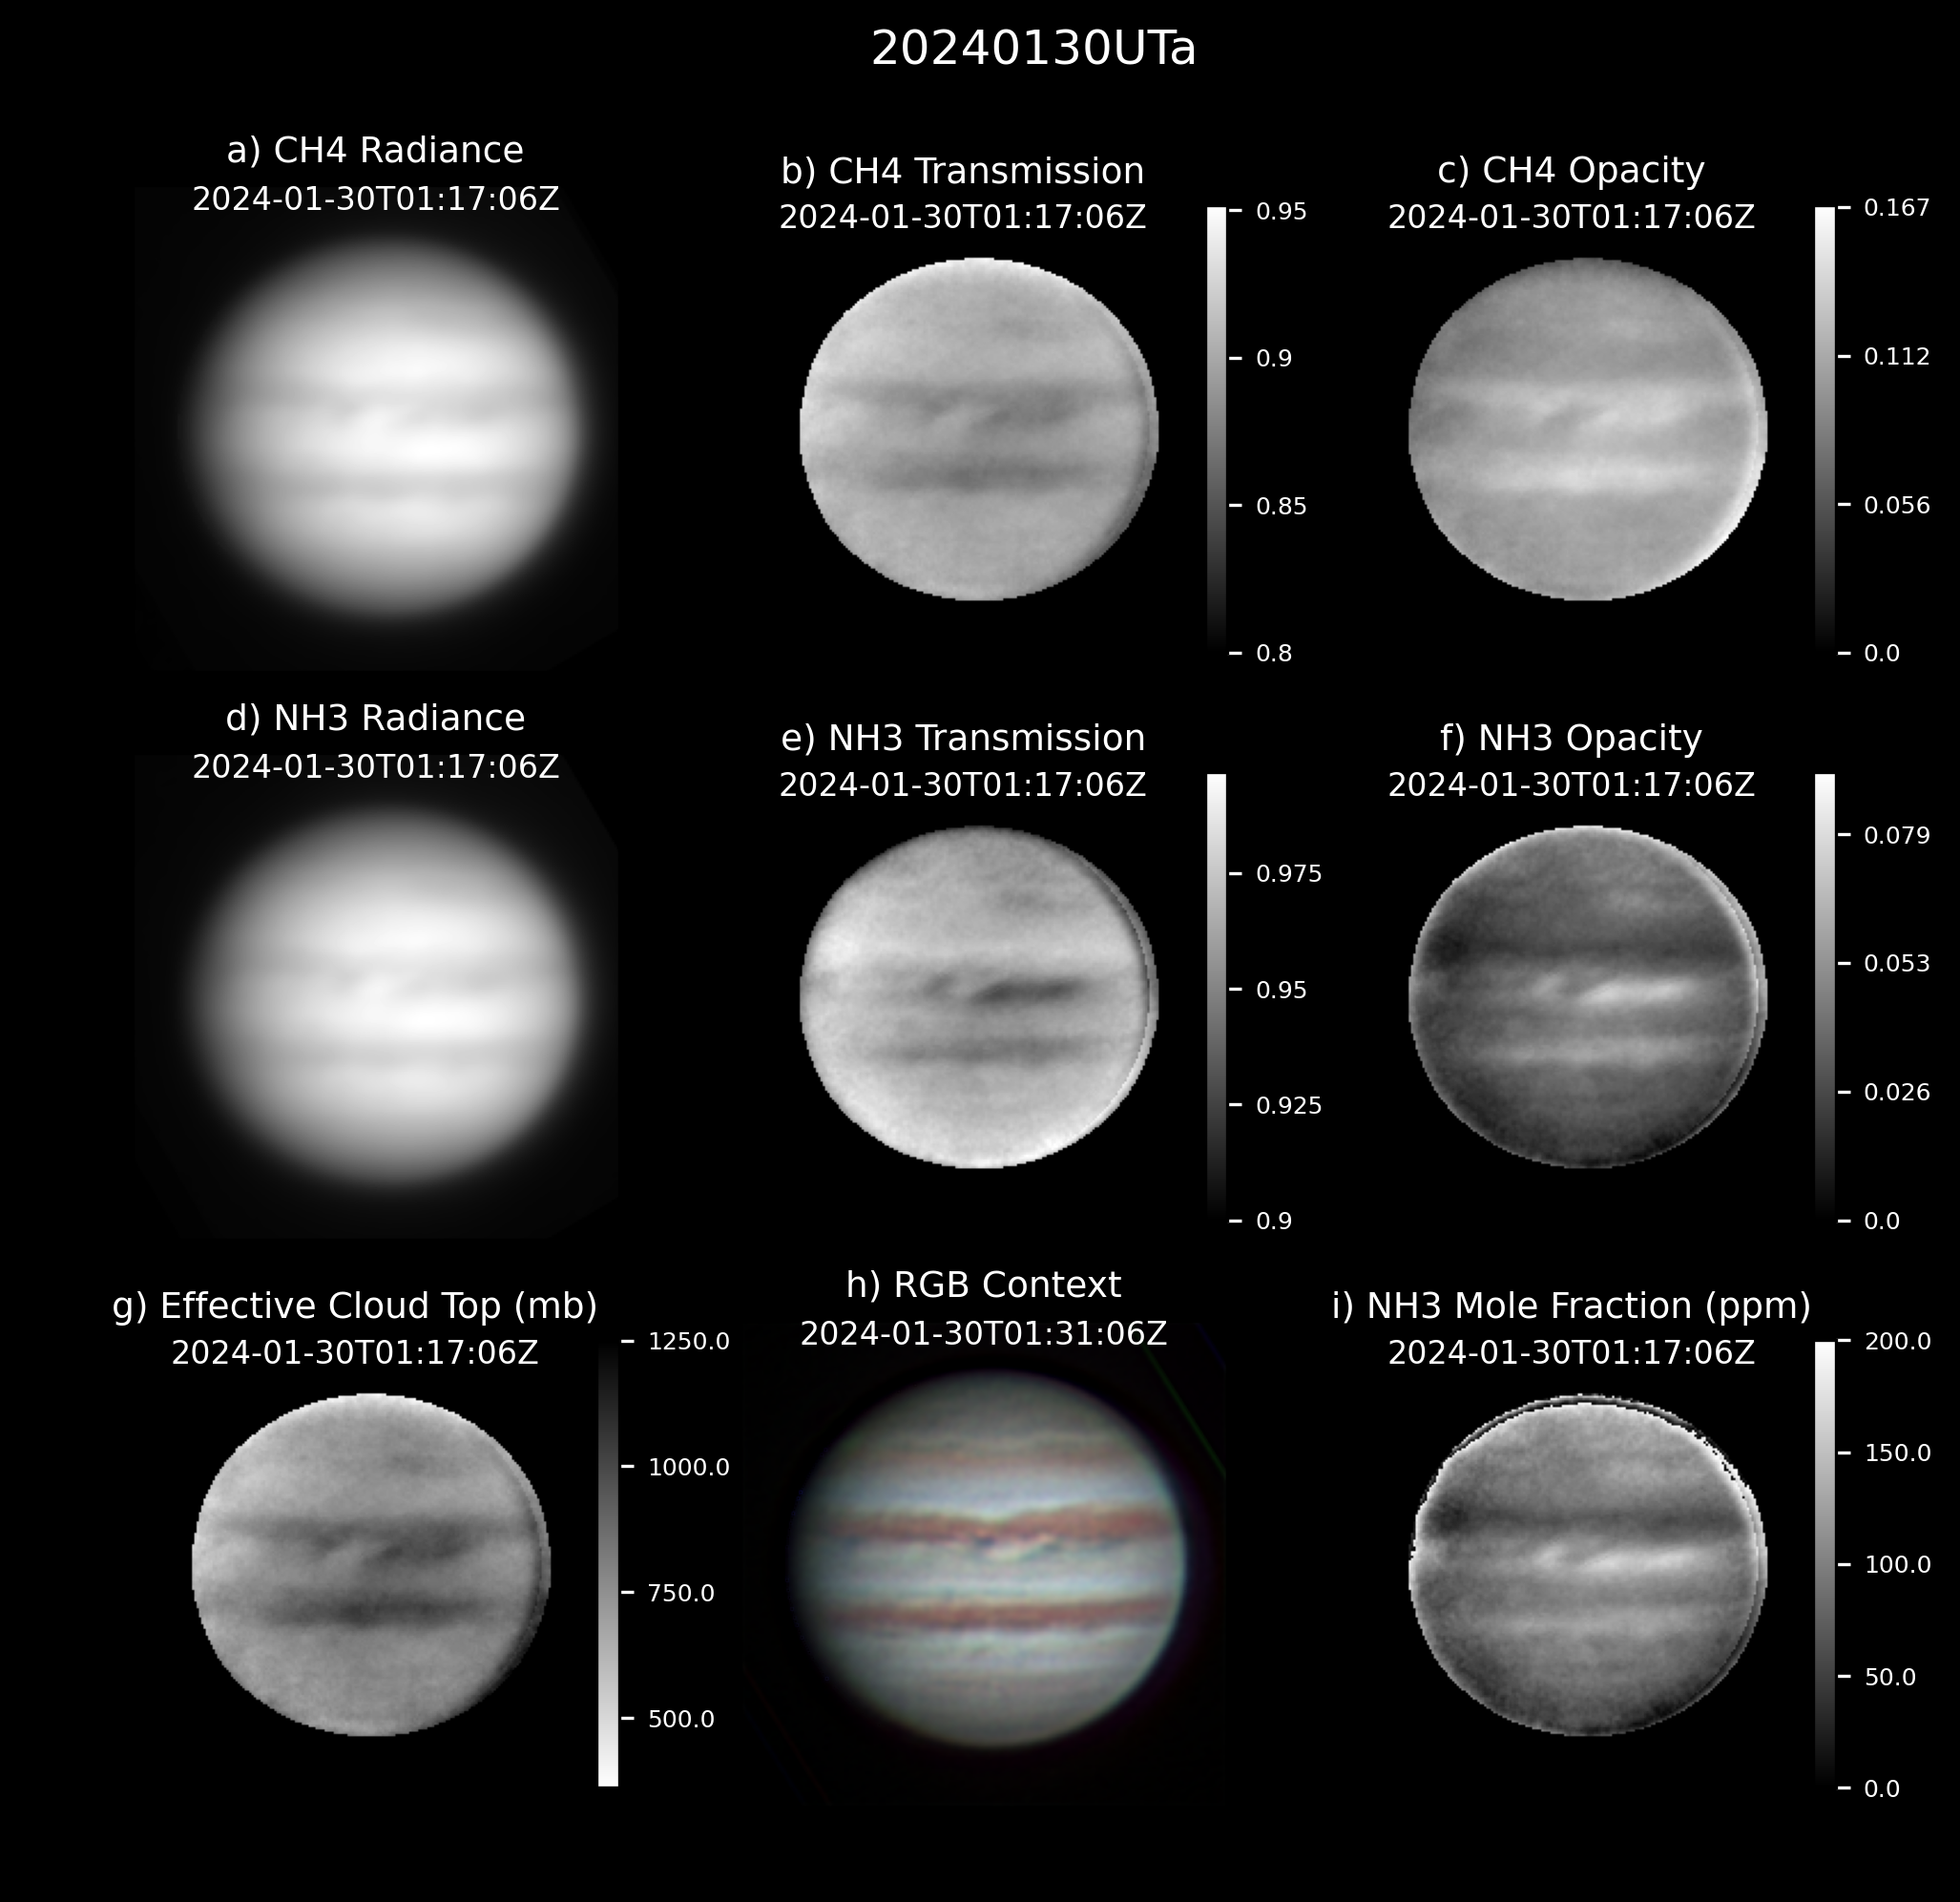 20240130UTa
a) CH4 Radiance
2024-01-30T01:17:06Z
b) CH4 Transmission
2024-01-30T01:17:06Z
0.95
0.9
0.85
0.8
c) CH4 Opacity
2024-01-30T01:17:06Z
0.167
0.112
0.056
0.0
d) NH3 Radiance
2024-01-30T01:17:06Z
e) NH3 Transmission
2024-01-30T01:17:06Z
0.975
0.95
0.925
0.9
f) NH3 Opacity
2024-01-30T01:17:06Z
0.079
0.053
0.026
0.0
g) Effective Cloud Top (mb)
2024-01-30T01:17:06Z
1250.0
1000.0
750.0
500.0
h) RGB Context
2024-01-30T01:31:06Z
i) NH3 Mole Fraction (ppm)
2024-01-30T01:17:06Z
200.0
150.0
100.0
50.0
0.0